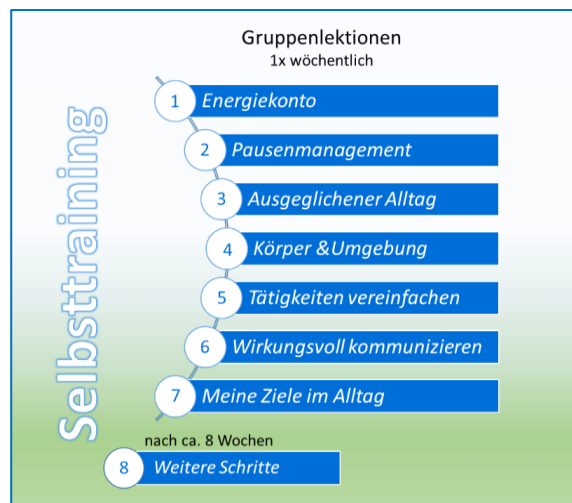 Gruppenlektionen
1x wöchentlich
Selbsttraining
1 Energiekonto
2 Pausenmanagement
3 Ausgeglichener Alltag
4 Körper &Umgebung
5 Tätigkeiten vereinfachen
6 Wirkungsvoll kommunizieren
7 Meine Ziele im Alltag
nach ca. 8 Wochen
8 Weitere Schritte